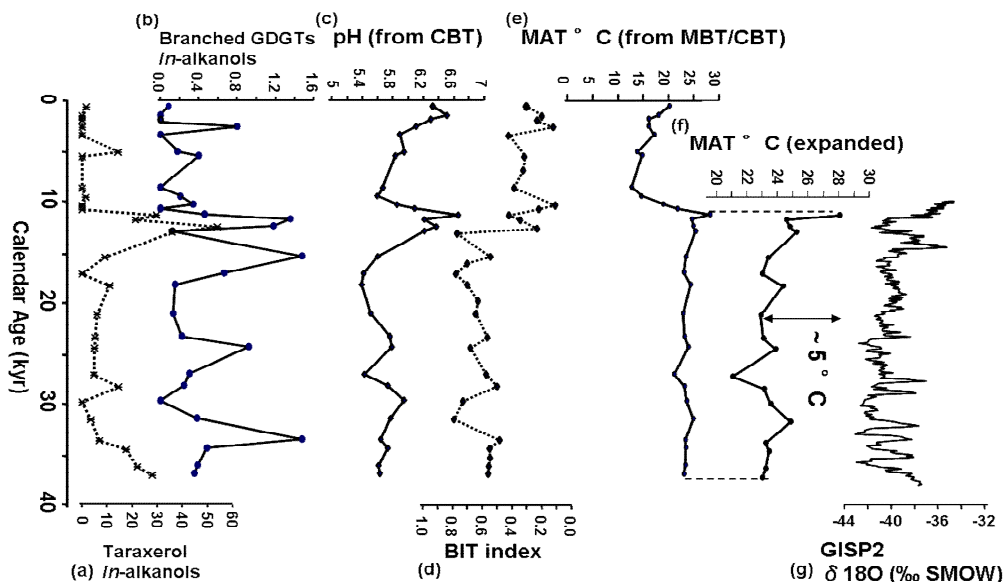 (b)
Branched GDGTs
/n-alkanols
0.0
0.4
0.8
1.2
1.6
(c)
pH (from CBT)
5
5.4
5.8
6.2
6.6
7
(e)
MAT ° C (from MBT/CBT)
0
5
10
15
20
25
30
(f)
MAT ° C (expanded)
20
22
24
26
28
30
~ 5 ° C
Calendar Age (kyr)
0
10
20
30
40
0
10
20
30
40
50
60
Taraxerol
(a) /n-alkanols
1.0
0.8
0.6
0.4
0.2
0.0
BIT index
(d)
-44
-40
-36
-32
GISP2
(g) δ 18O (‰ SMOW)